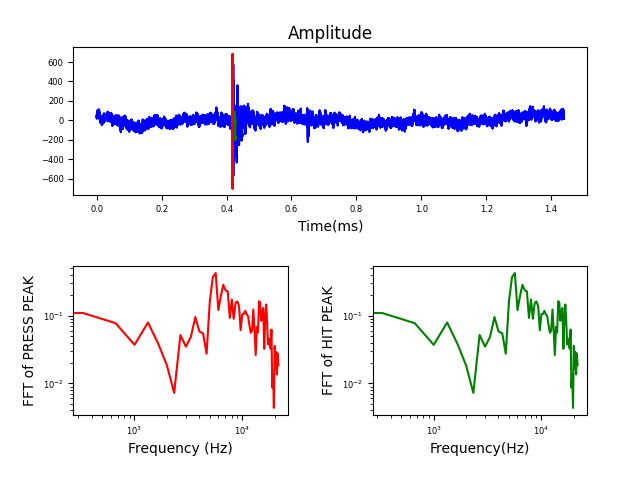 Amplitude
600
400
200
0
−200
−400
−600
0.0 0.2 0.4 0.6 0.8 1.0 1.2 1.4
Time(ms)
FFT of PRESS PEAK
10⁻¹
10⁻²
10³ 10⁴
Frequency (Hz)
FFT of HIT PEAK
10⁻¹
10⁻²
10³ 10⁴
Frequency(Hz)